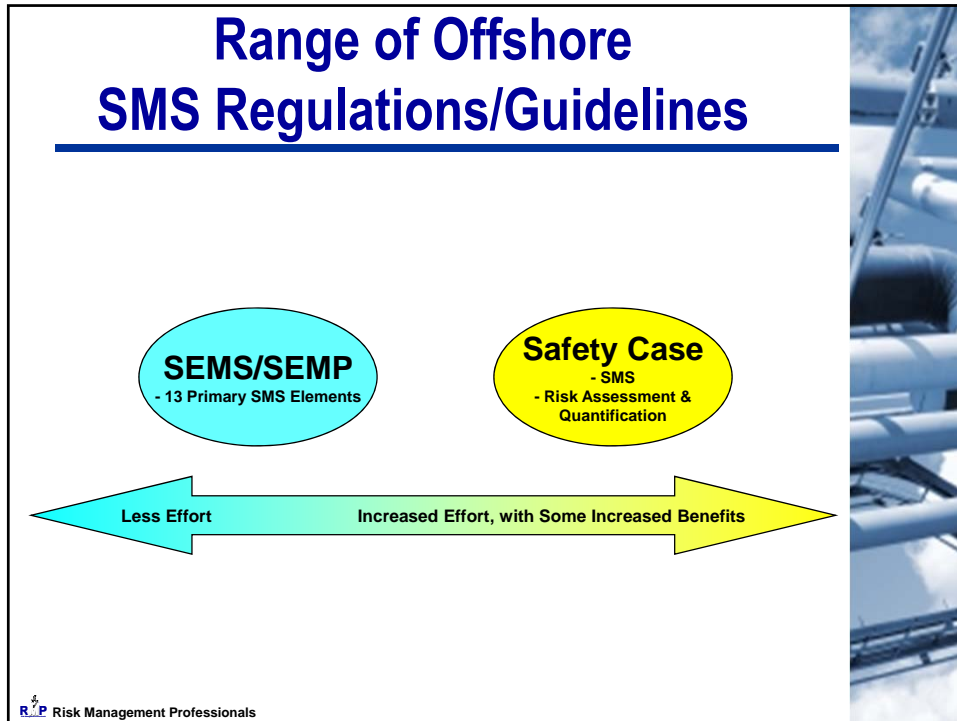 Range of Offshore
SMS Regulations/Guidelines
SEMS/SEMP
- 13 Primary SMS Elements
Safety Case
- SMS
- Risk Assessment &
Quantification
Less Effort
Increased Effort, with Some Increased Benefits
RMP Risk Management Professionals